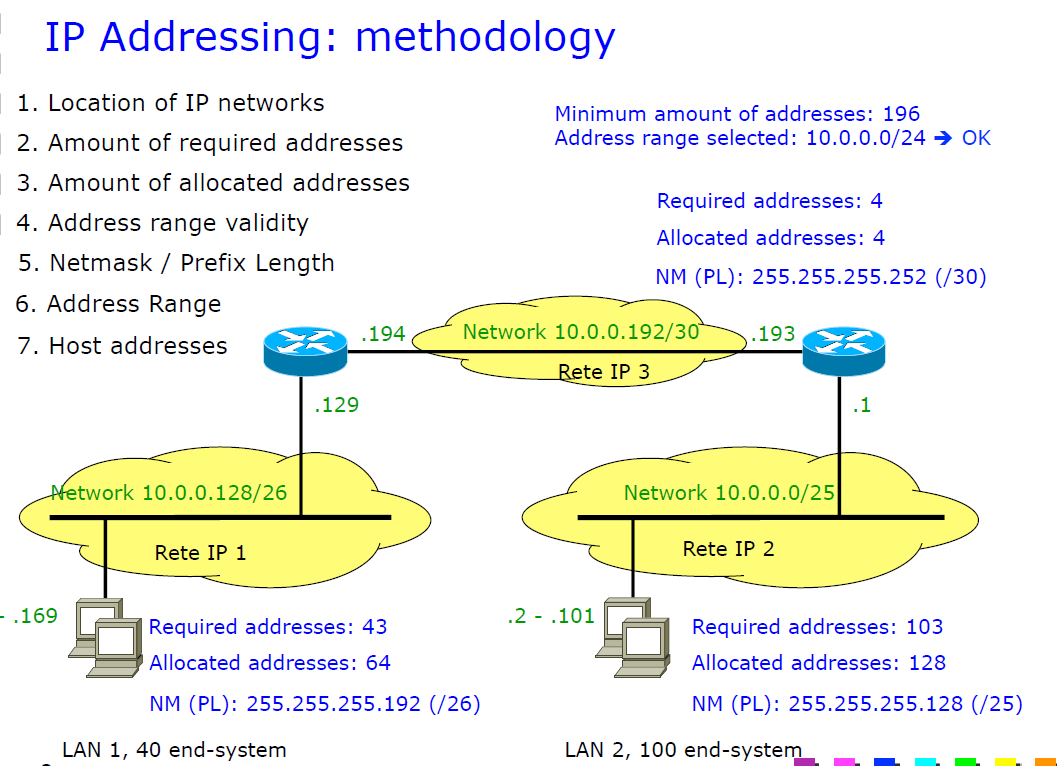 IP Addressing: methodology
1. Location of IP networks
2. Amount of required addresses
3. Amount of allocated addresses
4. Address range validity
5. Netmask / Prefix Length
6. Address Range
7. Host addresses
Minimum amount of addresses: 196
Address range selected: 10.0.0.0/24 ➔ OK
Required addresses: 4
Allocated addresses: 4
NM (PL): 255.255.255.252 (/30)
.194
Network 10.0.0.192/30
.193
Rete IP 3
.129
.1
Network 10.0.0.128/26
Rete IP 1
Network 10.0.0.0/25
Rete IP 2
- .169
Required addresses: 43
Allocated addresses: 64
NM (PL): 255.255.255.192 (/26)
LAN 1, 40 end-system
.2 - .101
Required addresses: 103
Allocated addresses: 128
NM (PL): 255.255.255.128 (/25)
LAN 2, 100 end-system